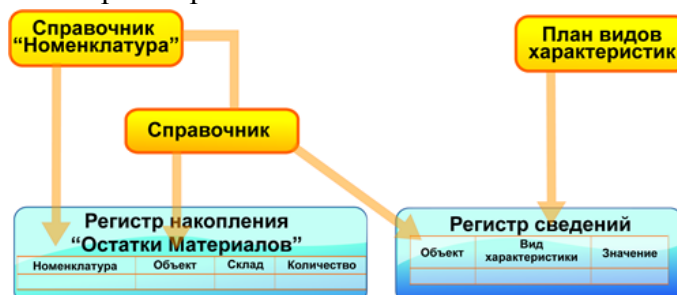 Справочник
“Номенклатура”
План видов
характеристик
Справочник
Регистр накопления
“Остатки Материалов”
Номенклатура Объект Склад Количество
Регистр сведений
Объект Вид характеристики Значение